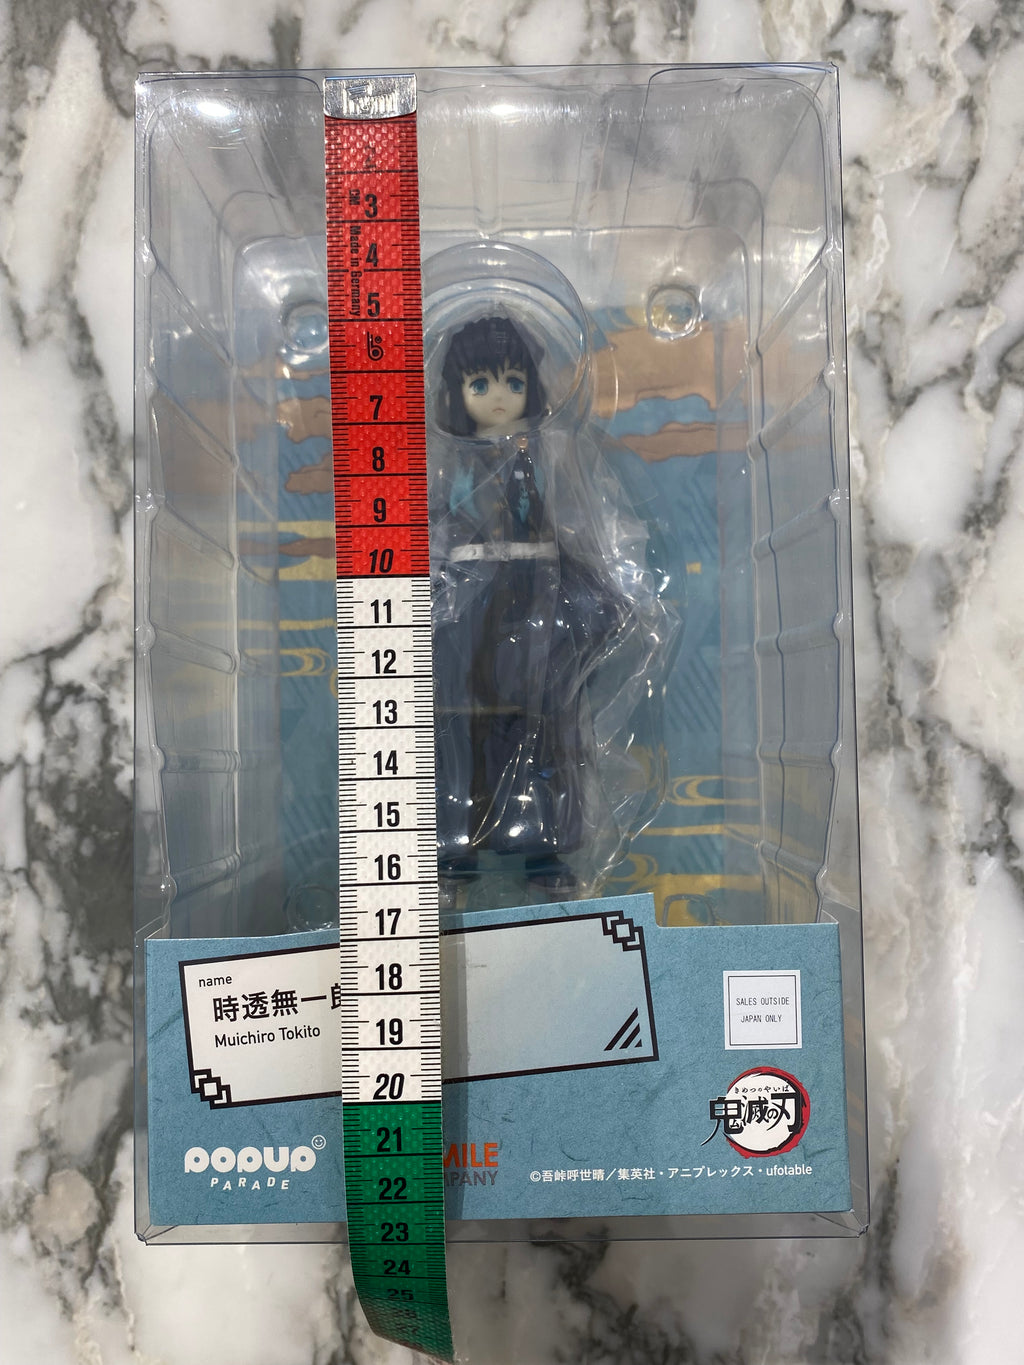 3
CM Made in Germany
4
5
7
8
9
10
11
12
13
14
15
16
17
18
19
20
21
22
23
24
25
name
時透無一郎
Muichiro Tokito
SALES OUTSIDE
JAPAN ONLY
きめつのやいば
鬼滅の刃
POPUP
PARADE
MILE
PANY
©吾峠呼世晴／集英社・アニプレックス・ufotable